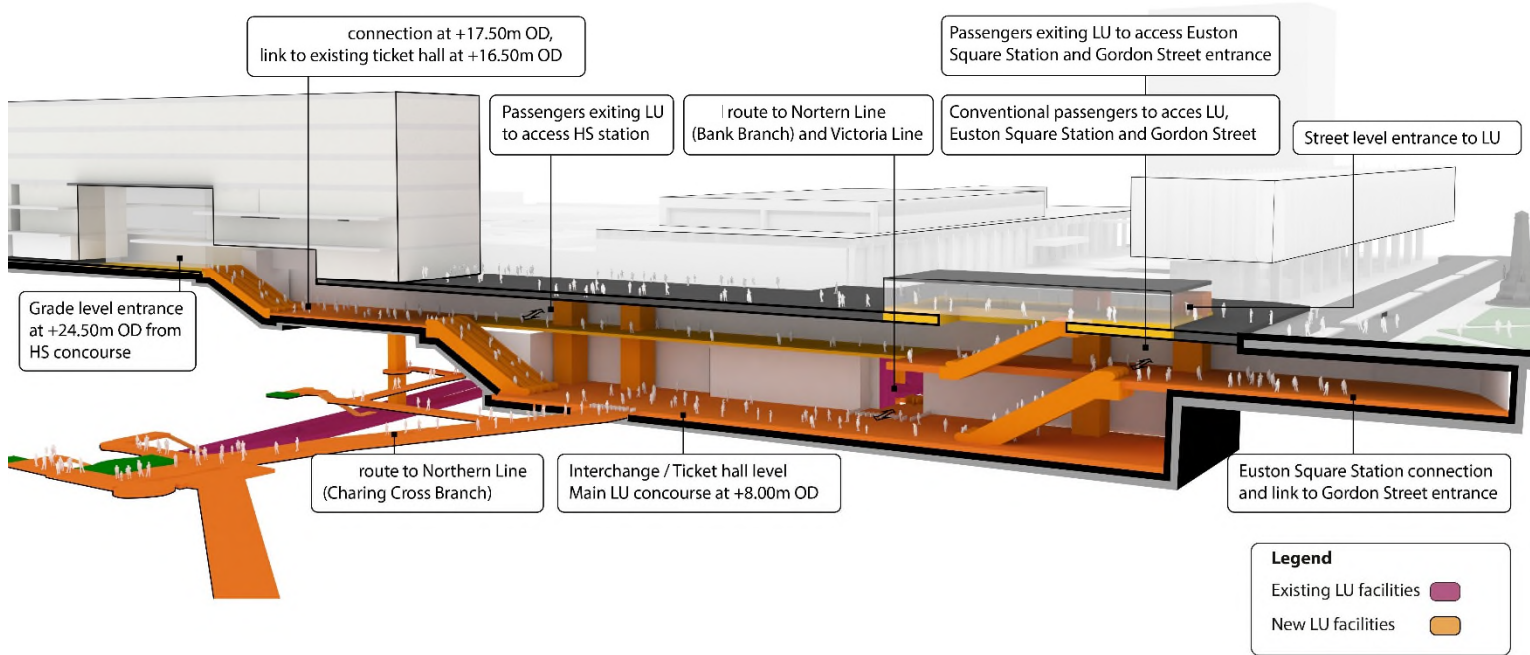 connection at +17.50m OD,
link to existing ticket hall at +16.50m OD
Passengers exiting LU
to access HS station
route to Nortern Line
(Bank Branch) and Victoria Line
Passengers exiting LU to access Euston
Square Station and Gordon Street entrance
Conventional passengers to acces LU,
Euston Square Station and Gordon Street
Street level entrance to LU
Grade level entrance
at +24.50m OD from
HS concourse
route to Northern Line
(Charing Cross Branch)
Interchange / Ticket hall level
Main LU concourse at +8.00m OD
Euston Square Station connection
and link to Gordon Street entrance
Legend
Existing LU facilities
New LU facilities